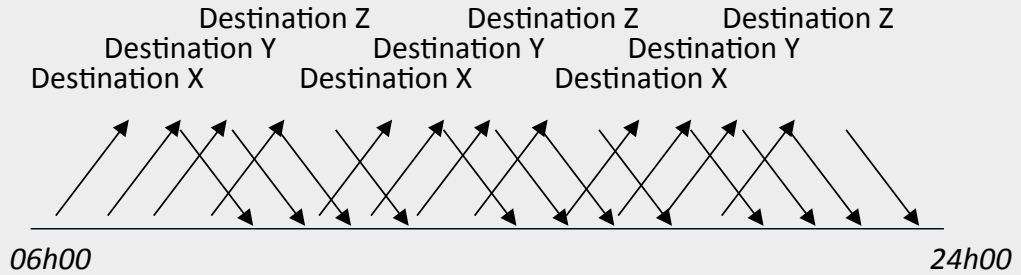 Destination Z Destination Z Destination Z
Destination Y Destination Y Destination Y
Destination X Destination X Destination X
06h00 24h00